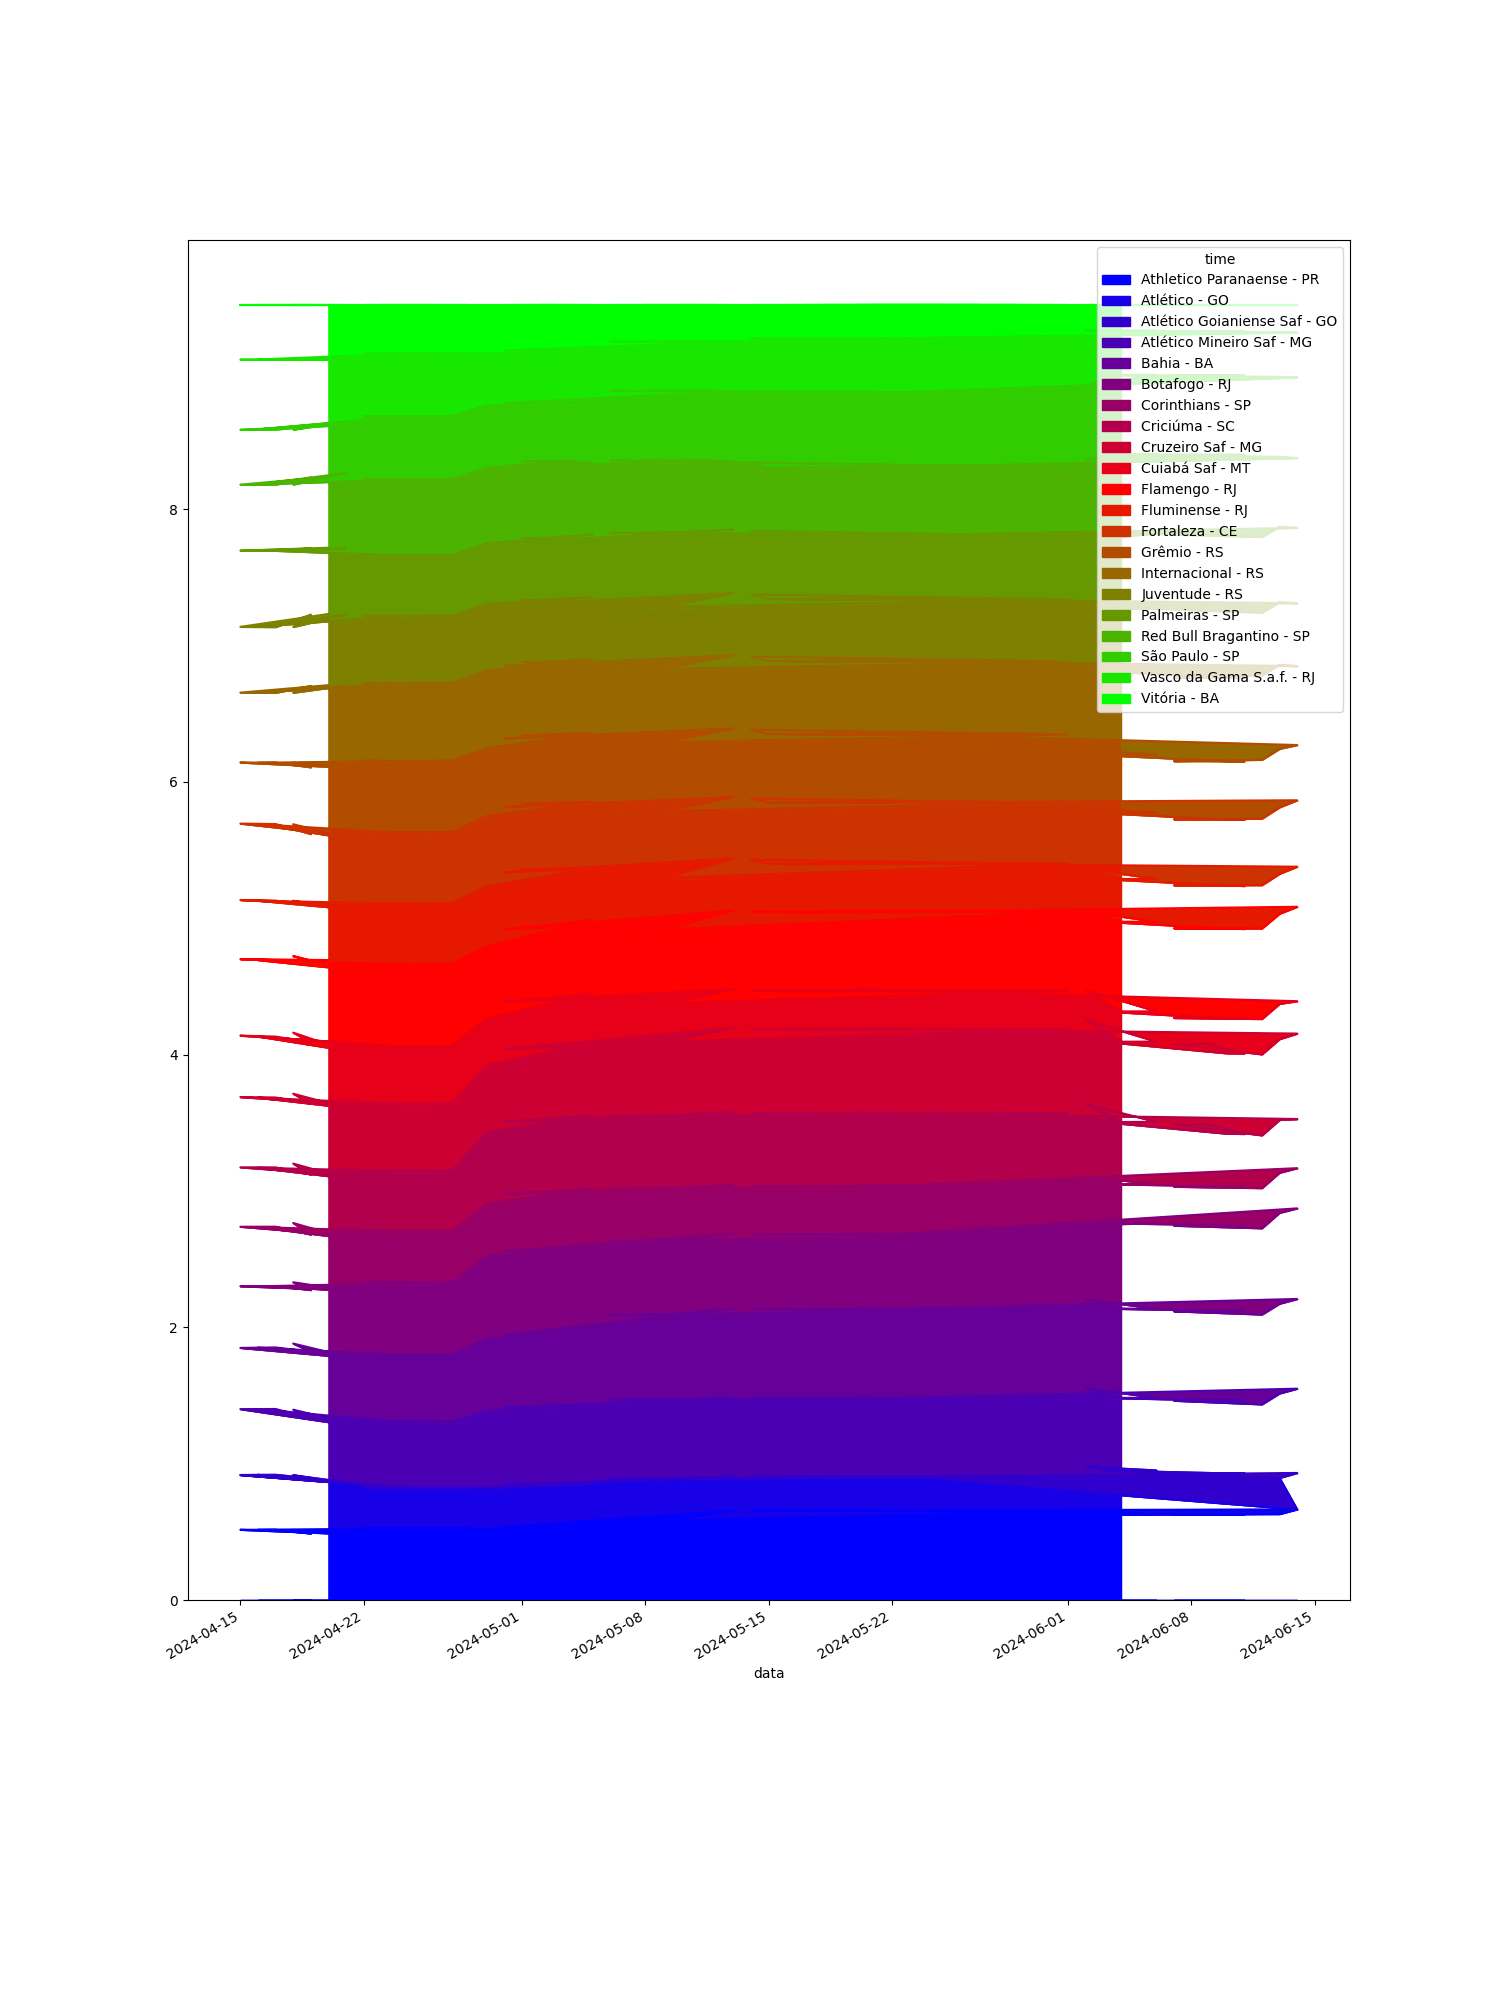 time
Athletico Paranaense - PR
Atlético - GO
Atlético Goianiense Saf - GO
Atlético Mineiro Saf - MG
Bahia - BA
Botafogo - RJ
Corinthians - SP
Criciúma - SC
Cruzeiro Saf - MG
Cuiabá Saf - MT
Flamengo - RJ
Fluminense - RJ
Fortaleza - CE
Grêmio - RS
Internacional - RS
Juventude - RS
Palmeiras - SP
Red Bull Bragantino - SP
São Paulo - SP
Vasco da Gama S.a.f. - RJ
Vitória - BA
8
6
4
2
0
2024-04-15
2024-04-22
2024-05-01
2024-05-08
2024-05-15
2024-05-22
2024-06-01
2024-06-08
2024-06-15
data